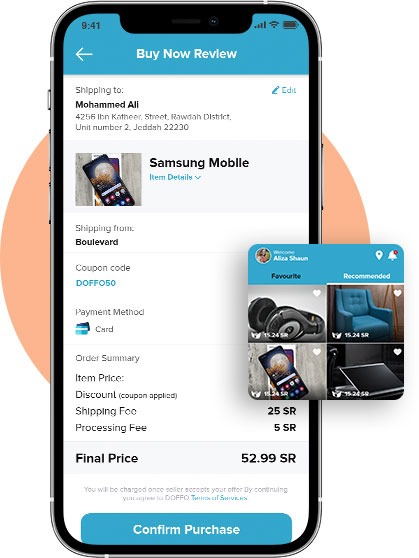 9:41
Buy Now Review
Shipping to:
Edit
Mohammed Ali
4256 Ibn Katheer, Street, Rawdah District,
Unit number 2, Jeddah 22230
Samsung Mobile
Item Details
Shipping from:
Boulevard
Coupon code
DOFFO50
Payment Method
Card
Order Summary
Item Price:
Discount (coupon applied)
Shipping Fee 25 SR
Processing Fee 5 SR
Final Price 52.99 SR
You will be charged once seller accepts your offer By continuing
you agree to DOFFO Terms of Services
Confirm Purchase
Welcome
Aliza Shaun
Favourite Recommended
15.24 SR 15.24 SR
15.24 SR 15.24 SR